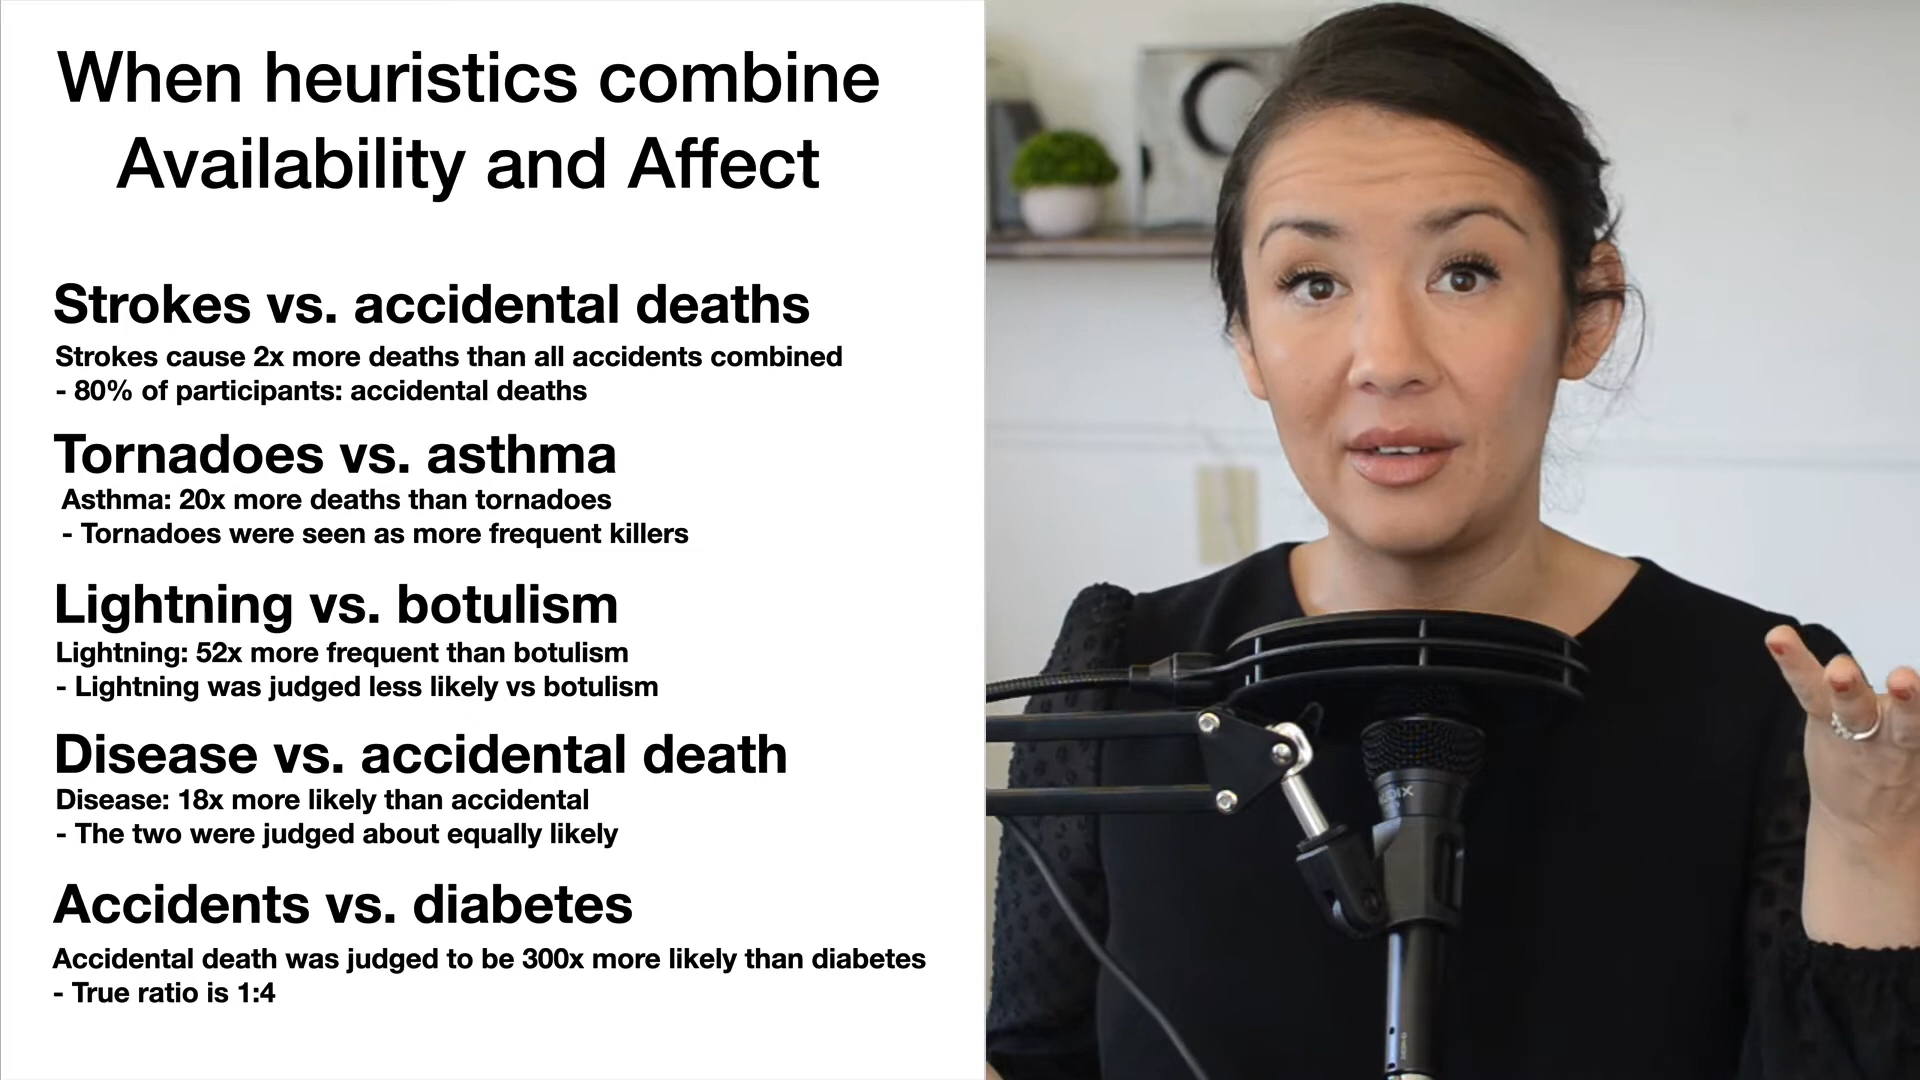 When heuristics combine
Availability and Affect
Strokes vs. accidental deaths
Strokes cause 2x more deaths than all accidents combined
- 80% of participants: accidental deaths
Tornadoes vs. asthma
Asthma: 20x more deaths than tornadoes
- Tornadoes were seen as more frequent killers
Lightning vs. botulism
Lightning: 52x more frequent than botulism
- Lightning was judged less likely vs botulism
Disease vs. accidental death
Disease: 18x more likely than accidental
- The two were judged about equally likely
Accidents vs. diabetes
Accidental death was judged to be 300x more likely than diabetes
- True ratio is 1:4